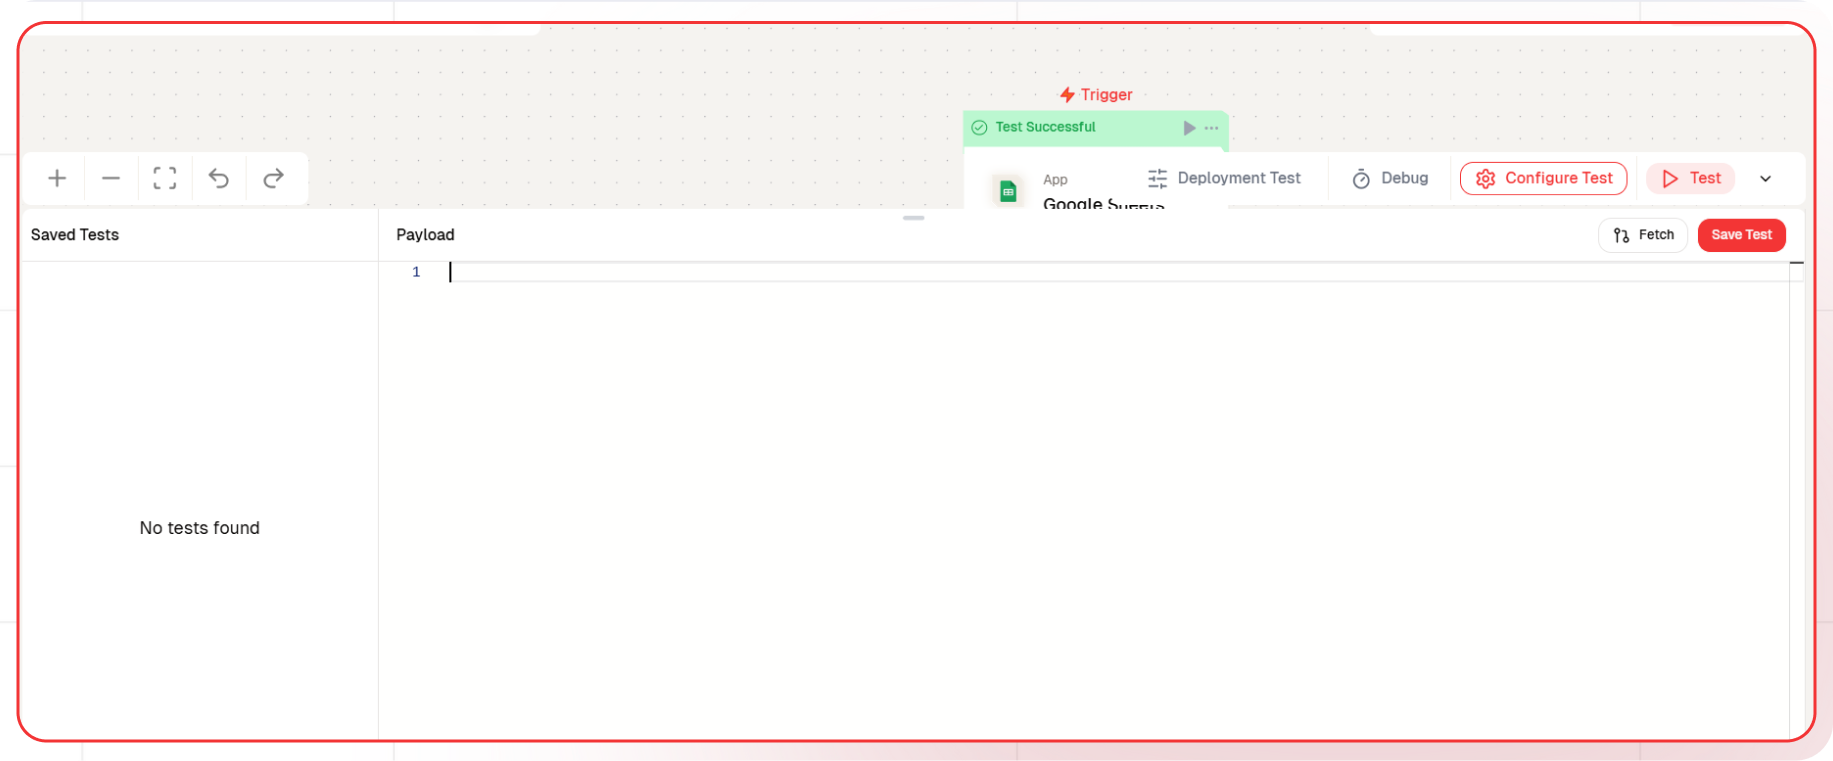 Trigger
Test Successful
App
Google Sheets
Deployment Test
Debug
Configure Test
Test
Saved Tests
Payload
Fetch
Save Test
1
No tests found